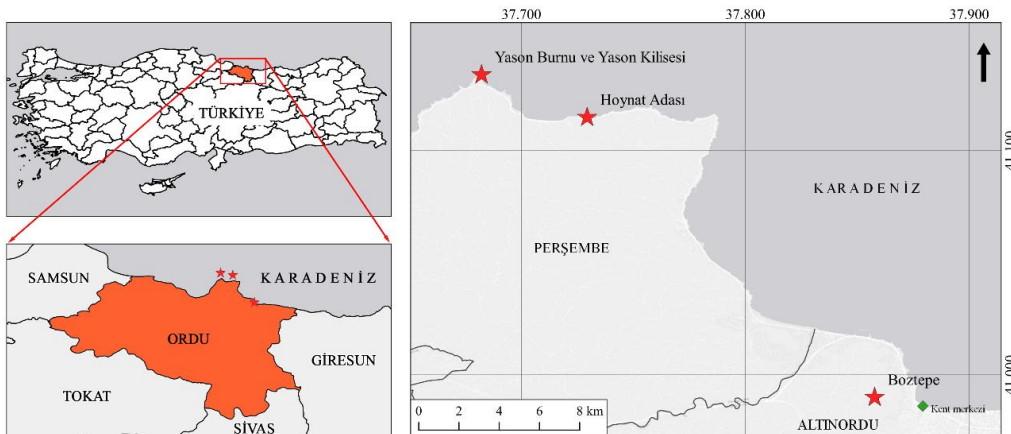 TÜRKİYE
SAMSUN
KARADENİZ
ORDU
GİRESUN
TOKAT
SİVAS
37.700
37.800
37.900
Yason Burnu ve Yason Kilisesi
Hoynat Adası
41.100
KARADENİZ
PERŞEMBE
41.000
Boztepe
Kent merkezi
ALTINORDU
0 2 4 6 8 km